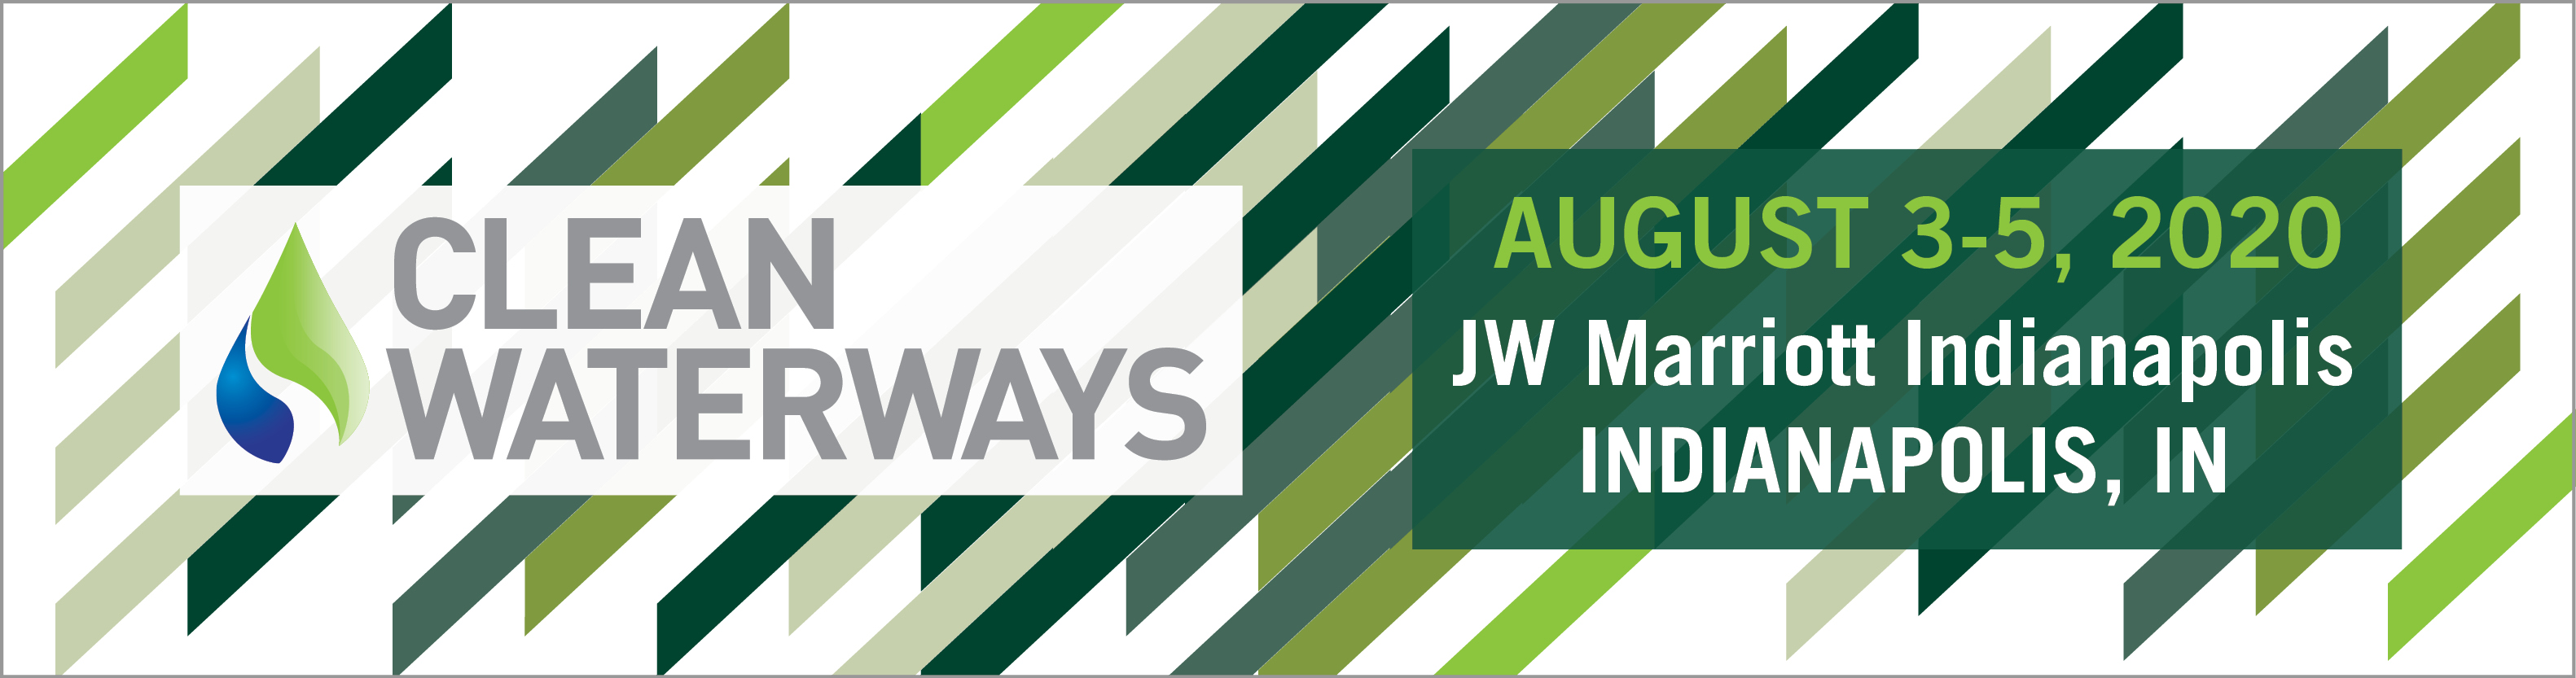 CLEAN
WATERWAYS
AUGUST 3-5, 2020
JW Marriott Indianapolis
INDIANAPOLIS, IN